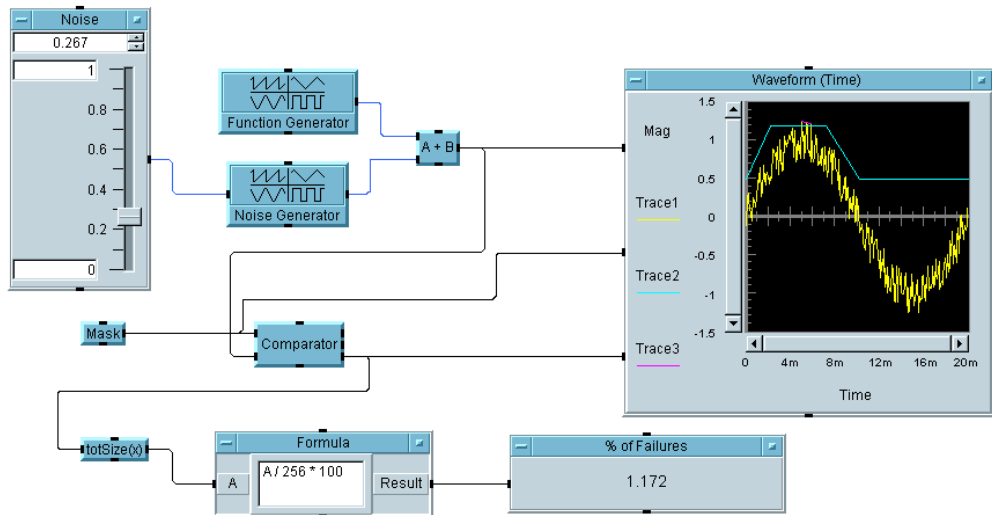 Noise
0.267
1
0.8
0.6
0.4
0.2
0
Function Generator
Noise Generator
A + B
Mask
Comparator
totSize(x)
Formula
A
A / 256 * 100
Result
% of Failures
1.172
Waveform (Time)
Mag
Trace1
Trace2
Trace3
1.5
1
0.5
0
-0.5
-1
-1.5
0 4m 8m 12m 16m 20m
Time